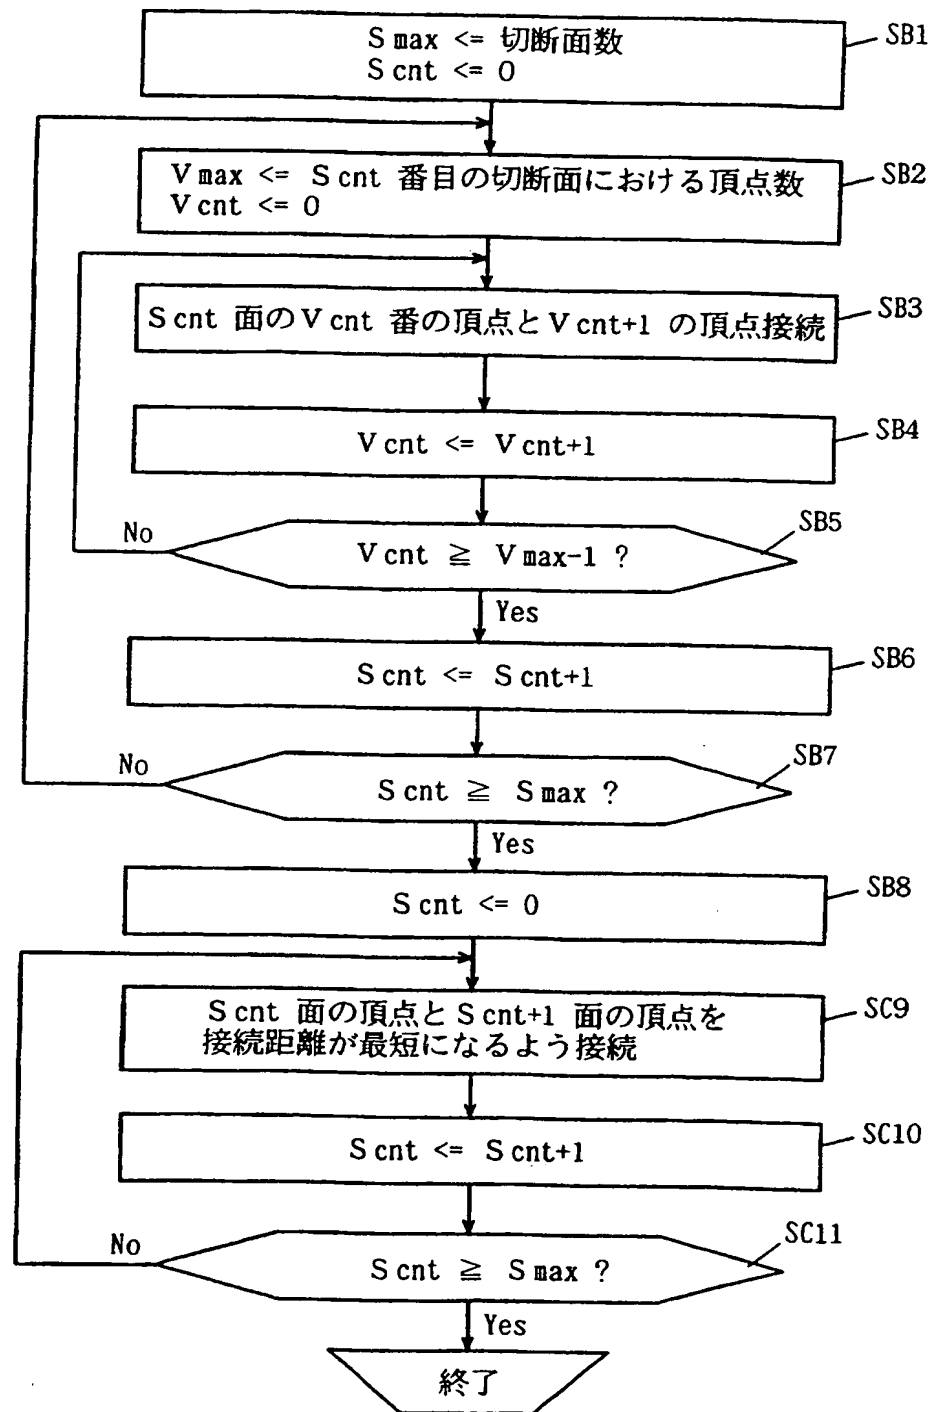 S max <= 切断面数
S cnt <= 0
SB1
V max <= S cnt 番目の切断面における頂点数
V cnt <= 0
SB2
S cnt 面のV cnt 番の頂点とV cnt+1 の頂点接続
SB3
V cnt <= V cnt+1
SB4
V cnt ≧ V max-1 ?
SB5
No
Yes
S cnt <= S cnt+1
SB6
S cnt ≧ S max ?
SB7
No
Yes
S cnt <= 0
SB8
S cnt 面の頂点とS cnt+1 面の頂点を
接続距離が最短になるよう接続
SC9
S cnt <= S cnt+1
SC10
S cnt ≧ S max ?
SC11
No
Yes
終了